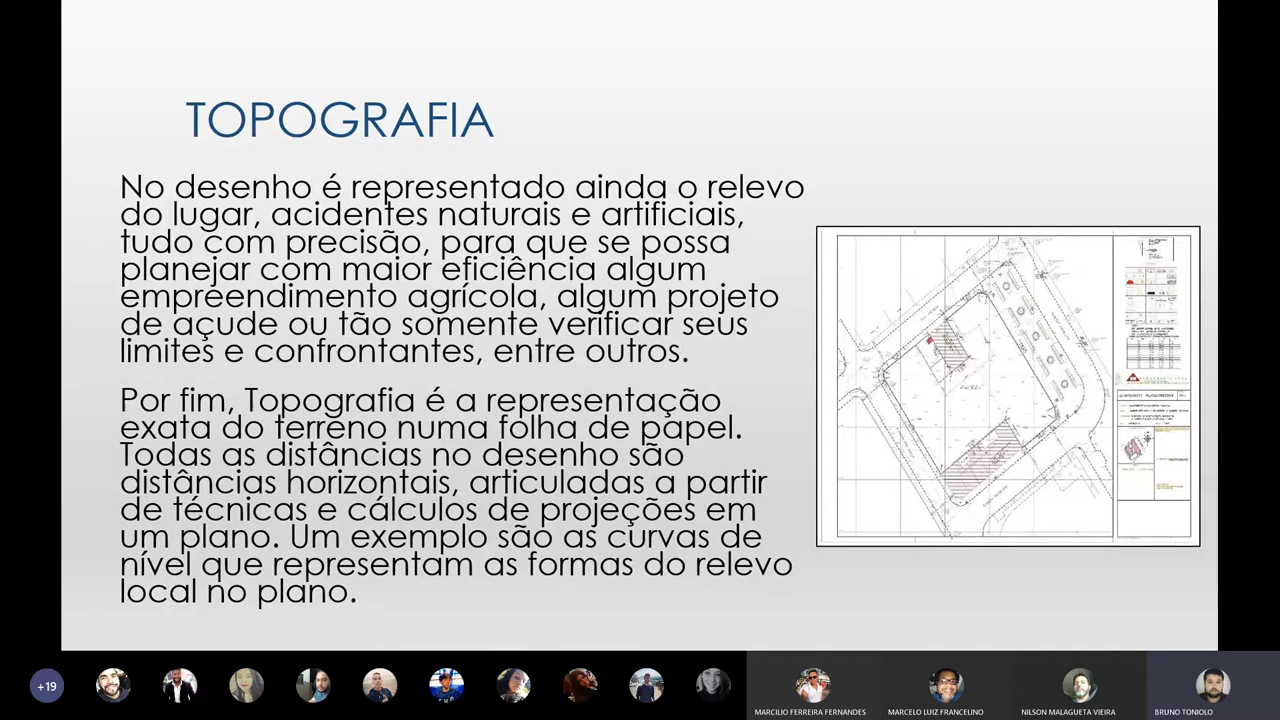 TOPOGRAFIA
No desenho é representado ainda o relevo
do lugar, acidentes naturais e artificiais,
tudo com precisão, para que se possa
planejar com maior eficiência algum
empreendimento agrícola, algum projeto
de açude ou tão somente verificar seus
limites e confrontantes, entre outros.
Por fim, Topografia é a representação
exata do terreno numa folha de papel.
Todas as distâncias no desenho são
distâncias horizontais, articuladas a partir
de técnicas e cálculos de projeções em
um plano. Um exemplo são as curvas de
nível que representam as formas do relevo
local no plano.
+19
MARCILIO FERREIRA FERNANDES
MARCELO LUIZ FRANCELINO
NILSON MALAGUETA VIEIRA
BRUNO TONIOLO